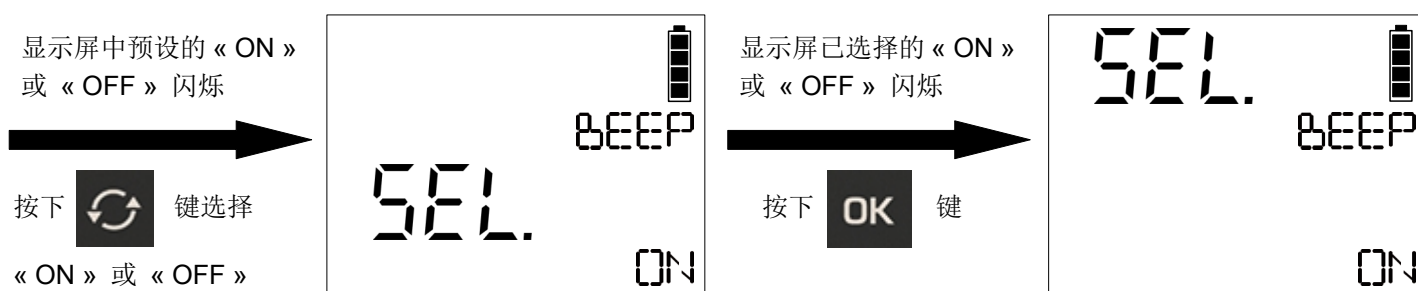 显示屏中预设的 « ON »
或 « OFF » 闪烁
按下 键选择
« ON » 或 « OFF »
BEEP
SEL.
ON
显示屏已选择的 « ON »
或 « OFF » 闪烁
按下 OK 键
SEL.
BEEP
ON